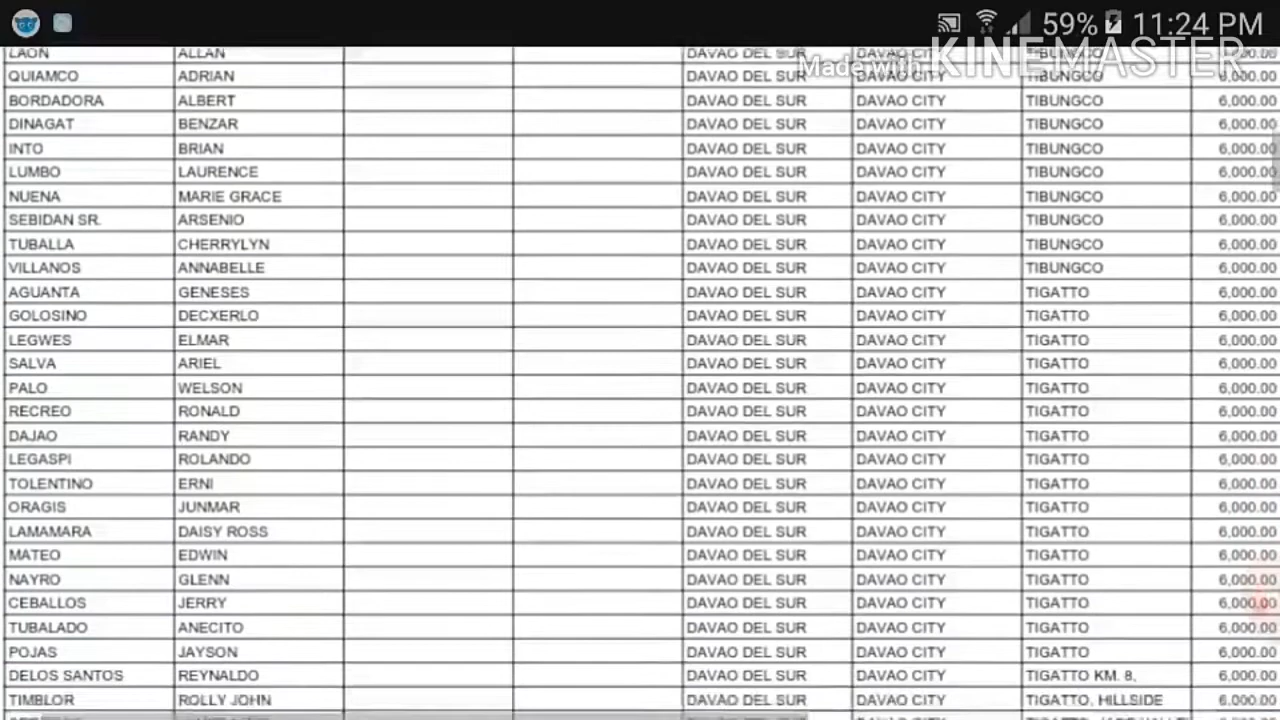 59% 11:24 PM
Made with KINEMASTER
LAON ALLAN DAVAO DEL SUR DAVAO CITY TIBUNGCO 6,000.00
QUIAMCO ADRIAN DAVAO DEL SUR DAVAO CITY TIBUNGCO 6,000.00
BORDADORA ALBERT DAVAO DEL SUR DAVAO CITY TIBUNGCO 6,000.00
DINAGAT BENZAR DAVAO DEL SUR DAVAO CITY TIBUNGCO 6,000.00
INTO BRIAN DAVAO DEL SUR DAVAO CITY TIBUNGCO 6,000.00
LUMBO LAURENCE DAVAO DEL SUR DAVAO CITY TIBUNGCO 6,000.00
NUENA MARIE GRACE DAVAO DEL SUR DAVAO CITY TIBUNGCO 6,000.00
SEBIDAN SR. ARSENIO DAVAO DEL SUR DAVAO CITY TIBUNGCO 6,000.00
TUBALLA CHERRYLYN DAVAO DEL SUR DAVAO CITY TIBUNGCO 6,000.00
VILLANOS ANNABELLE DAVAO DEL SUR DAVAO CITY TIBUNGCO 6,000.00
AGUANTA GENESES DAVAO DEL SUR DAVAO CITY TIGATTO 6,000.00
GOLOSINO DECXERLO DAVAO DEL SUR DAVAO CITY TIGATTO 6,000.00
LEGWES ELMAR DAVAO DEL SUR DAVAO CITY TIGATTO 6,000.00
SALVA ARIEL DAVAO DEL SUR DAVAO CITY TIGATTO 6,000.00
PALO WELSON DAVAO DEL SUR DAVAO CITY TIGATTO 6,000.00
RECREO RONALD DAVAO DEL SUR DAVAO CITY TIGATTO 6,000.00
DAJAO RANDY DAVAO DEL SUR DAVAO CITY TIGATTO 6,000.00
LEGASPI ROLANDO DAVAO DEL SUR DAVAO CITY TIGATTO 6,000.00
TOLENTINO ERNI DAVAO DEL SUR DAVAO CITY TIGATTO 6,000.00
ORAGIS JUNMAR DAVAO DEL SUR DAVAO CITY TIGATTO 6,000.00
LAMAMARA DAISY ROSS DAVAO DEL SUR DAVAO CITY TIGATTO 6,000.00
MATEO EDWIN DAVAO DEL SUR DAVAO CITY TIGATTO 6,000.00
NAYRO GLENN DAVAO DEL SUR DAVAO CITY TIGATTO 6,000.00
CEBALLOS JERRY DAVAO DEL SUR DAVAO CITY TIGATTO 6,000.00
TUBALADO ANECITO DAVAO DEL SUR DAVAO CITY TIGATTO 6,000.00
POJAS JAYSON DAVAO DEL SUR DAVAO CITY TIGATTO 6,000.00
DELOS SANTOS REYNALDO DAVAO DEL SUR DAVAO CITY TIGATTO KM. 8, 6,000.00
TIMBLOR ROLLY JOHN DAVAO DEL SUR DAVAO CITY TIGATTO, HILLSIDE 6,000.00